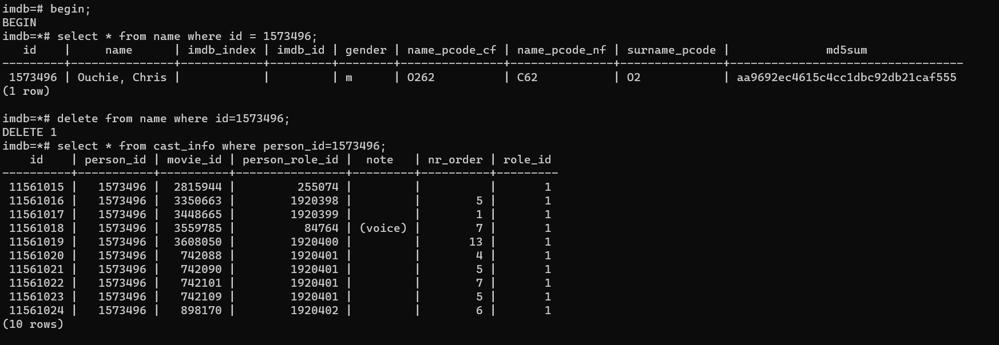 imdb=# begin;
BEGIN
imdb=*# select * from name where id = 1573496;
   id    |     name      | imdb_index | imdb_id | gender | name_pcode_cf | name_pcode_nf | surname_pcode |              md5sum
---------+---------------+------------+---------+--------+---------------+---------------+---------------+----------------------------------
 1573496 | Ouchie, Chris |            |         | m      | O262          | C62           | O2            | aa9692ec4615c4cc1dbc92db21caf555
(1 row)

imdb=*# delete from name where id=1573496;
DELETE 1
imdb=*# select * from cast_info where person_id=1573496;
    id    | person_id | movie_id | person_role_id |  note   | nr_order | role_id
----------+-----------+----------+----------------+---------+----------+---------
 11561015 |   1573496 |  2815944 |         255074 |         |          |       1
 11561016 |   1573496 |  3350663 |        1920398 |         |        5 |       1
 11561017 |   1573496 |  3448665 |        1920399 |         |        1 |       1
 11561018 |   1573496 |  3559785 |          84764 | (voice) |        7 |       1
 11561019 |   1573496 |  3608050 |        1920400 |         |       13 |       1
 11561020 |   1573496 |   742088 |        1920401 |         |        4 |       1
 11561021 |   1573496 |   742090 |        1920401 |         |        5 |       1
 11561022 |   1573496 |   742101 |        1920401 |         |        7 |       1
 11561023 |   1573496 |   742109 |        1920401 |         |        5 |       1
 11561024 |   1573496 |   898170 |        1920402 |         |        6 |       1
(10 rows)